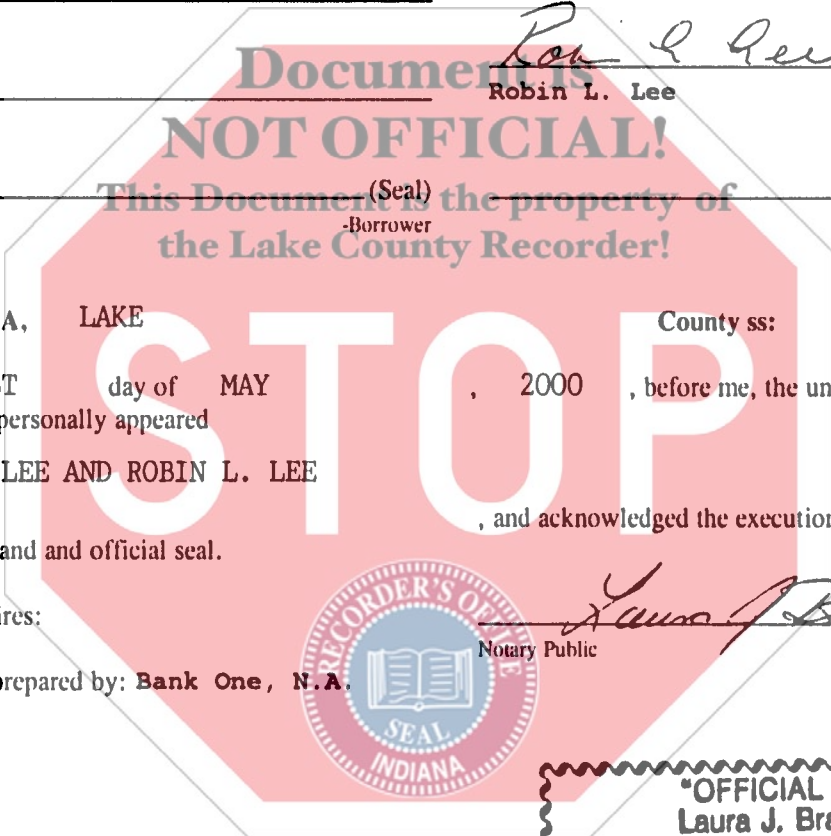 Robin L. Lee
Document is
NOT OFFICIAL!
(Seal)
This Document is the property of
-Borrower
the Lake County Recorder!
A, LAKE County ss:
STOP
T day of MAY , 2000 , before me, the un
personally appeared
LEE AND ROBIN L. LEE
, and acknowledged the execution
and and official seal.
RECORDER'S OFFICE
SEAL
INDIANA
ires:
Notary Public
repared by: Bank One, N.A.
"OFFICIAL
Laura J. Bra